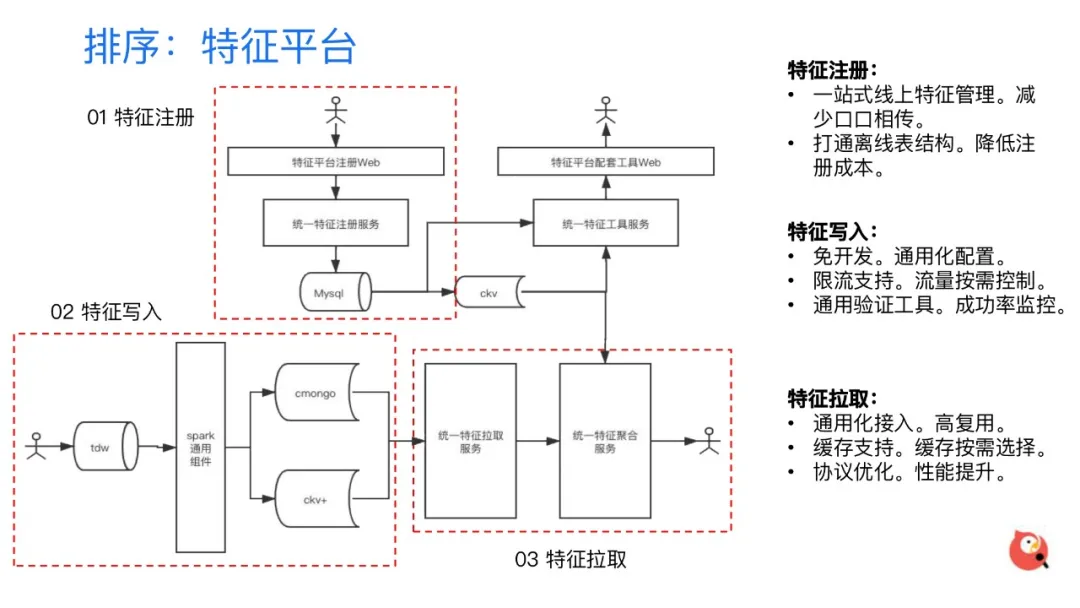 排序：特征平台
01 特征注册
特征平台注册Web
统一特征注册服务
Mysql
特征平台配套工具Web
统一特征工具服务
ckv
02 特征写入
tdw
spark
通用
组件
cmongo
ckv+
统一特征拉取
服务
统一特征聚合
服务
03 特征拉取
特征注册：
• 一站式线上特征管理。减
少口口相传。
• 打通离线表结构。降低注
册成本。
特征写入：
• 免开发。通用化配置。
• 限流支持。流量按需控制。
• 通用验证工具。成功率监控。
特征拉取：
• 通用化接入。高复用。
• 缓存支持。缓存按需选择。
• 协议优化。性能提升。